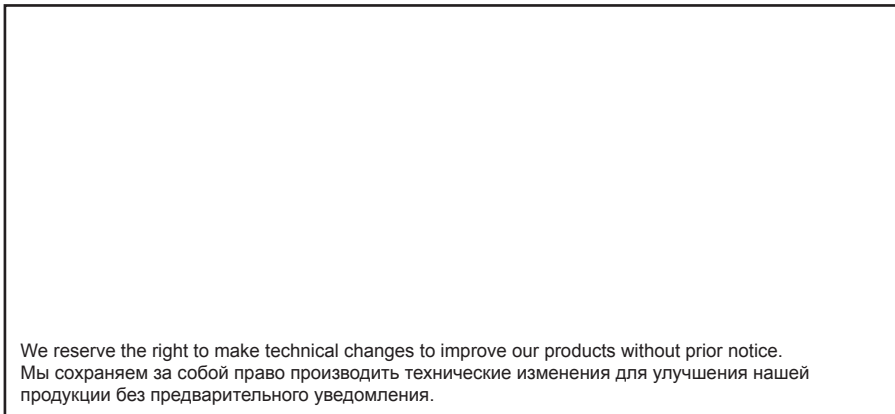 We reserve the right to make technical changes to improve our products without prior notice.
Мы сохраняем за собой право производить технические изменения для улучшения нашей
продукции без предварительного уведомления.